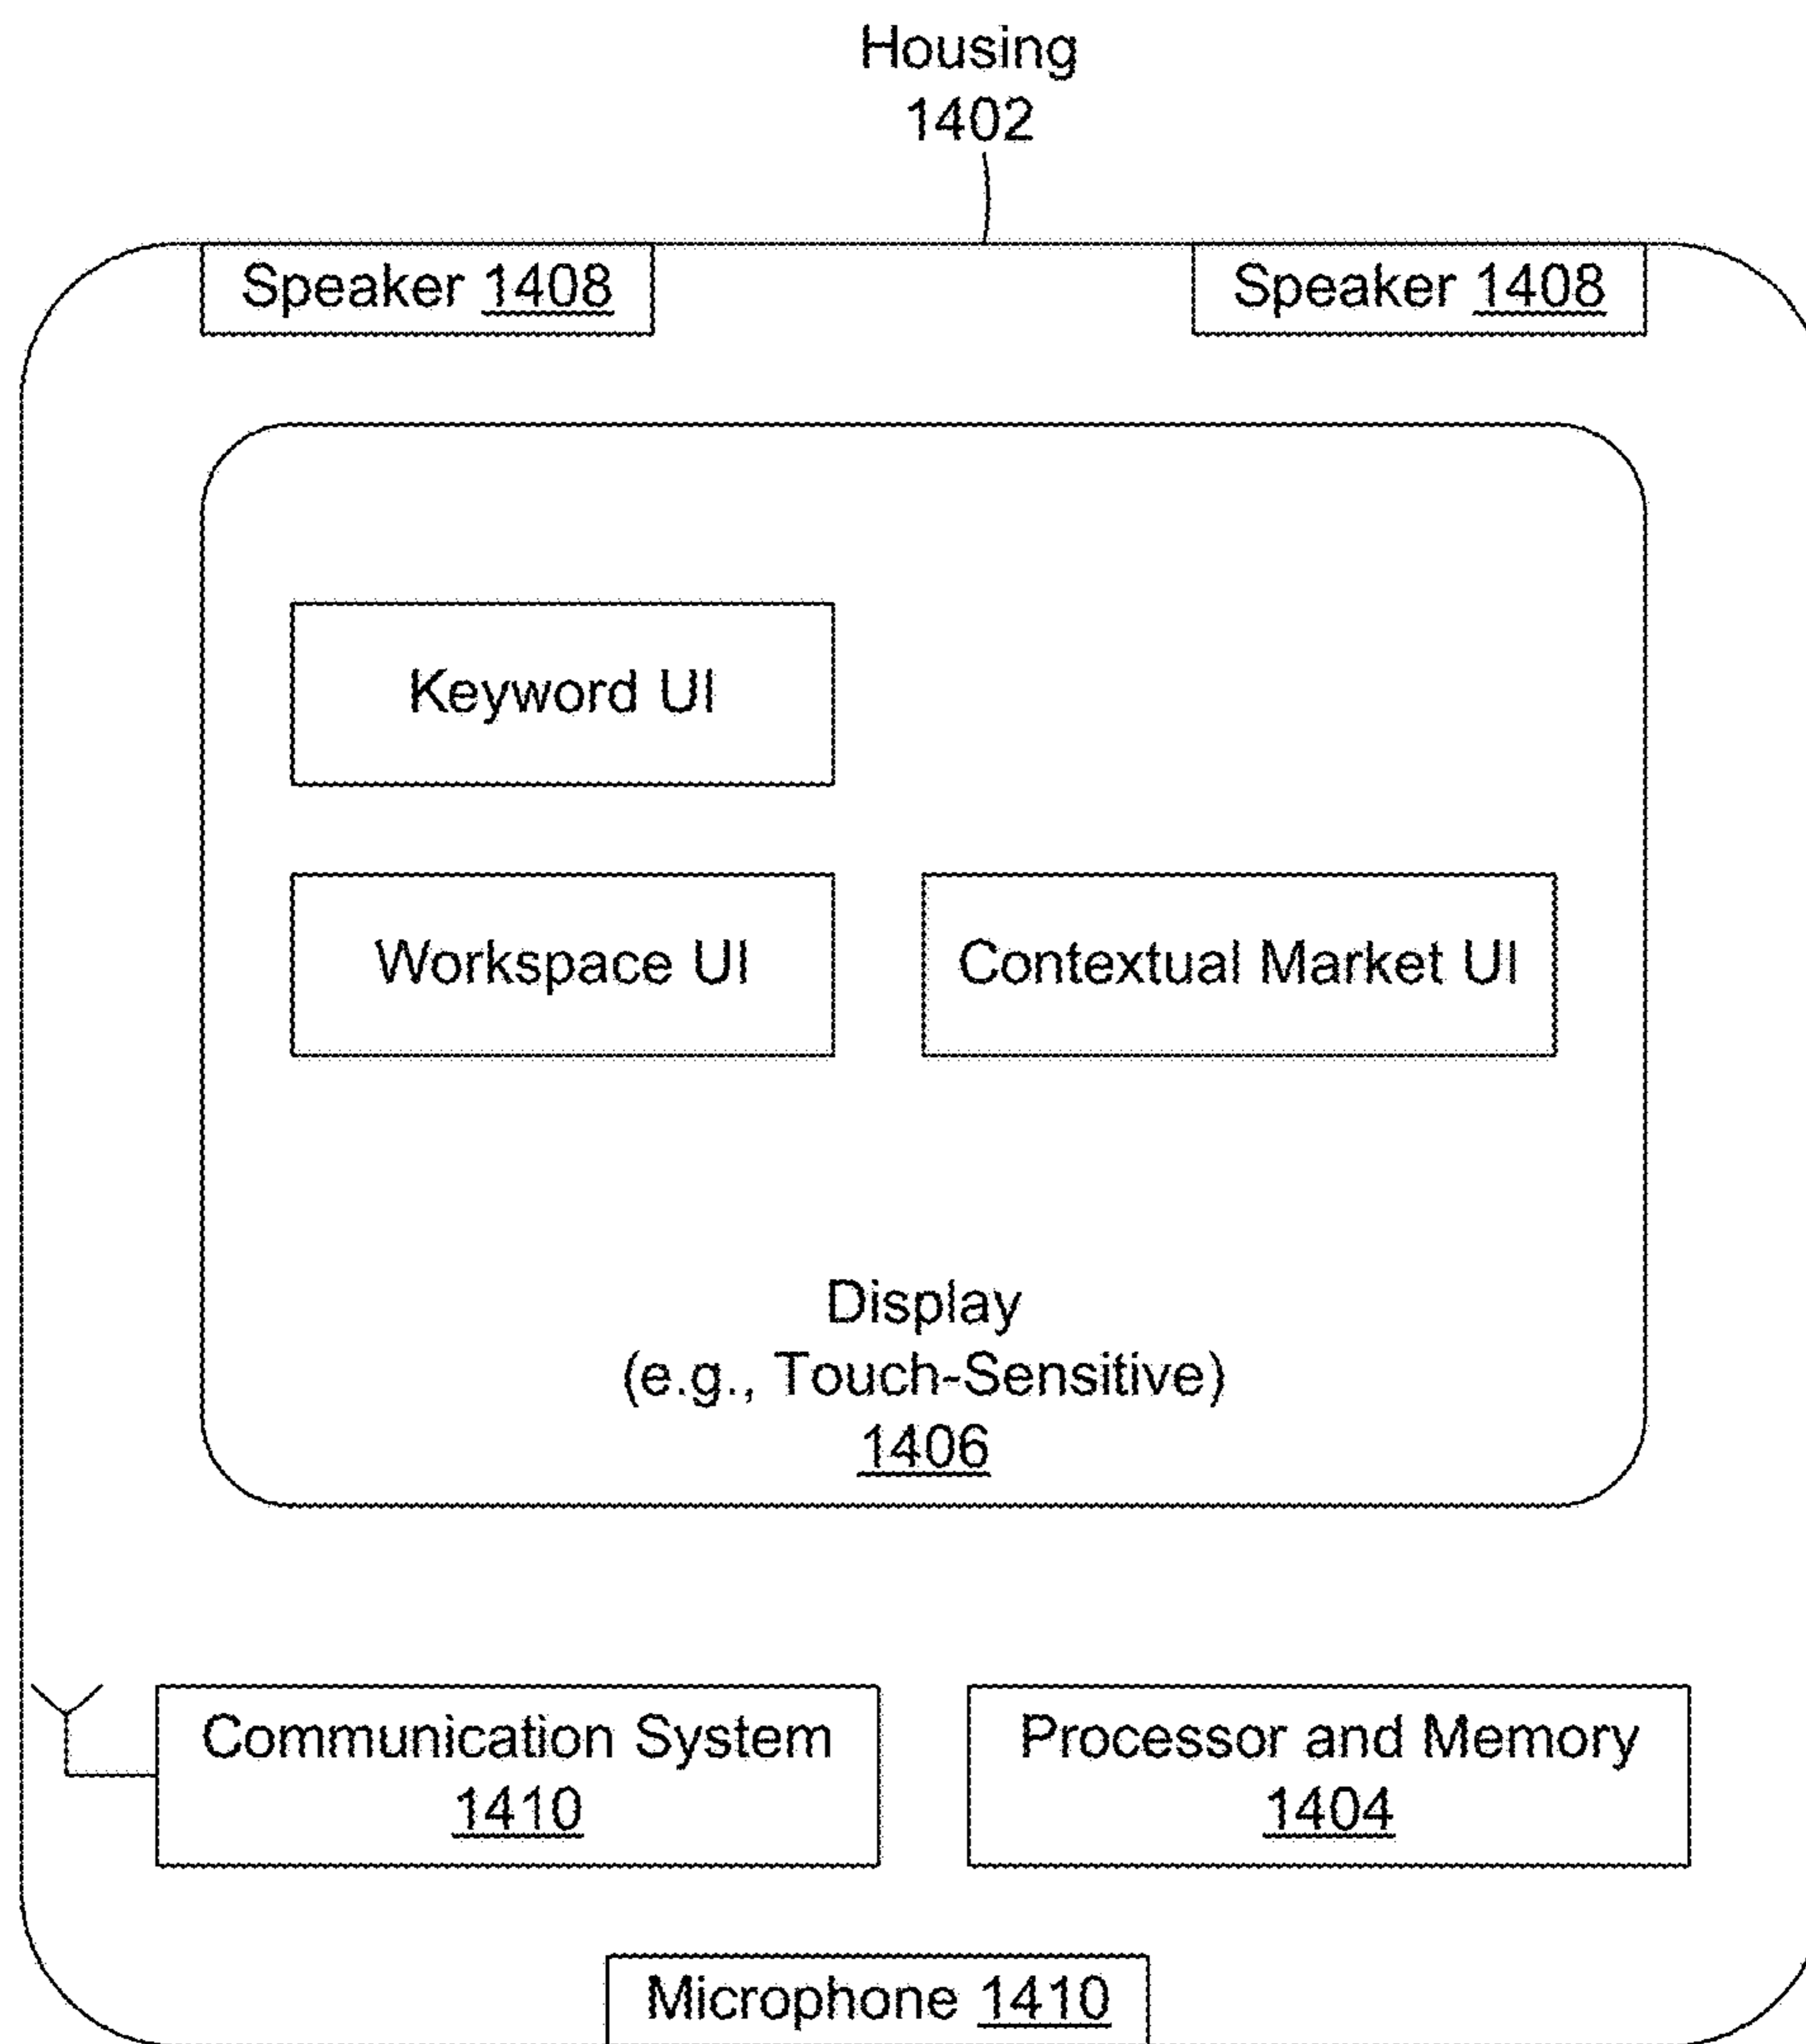 Housing
1402
Speaker 1408
Speaker 1408
Keyword UI
Workspace UI
Contextual Market UI
Display
(e.g., Touch-Sensitive)
1406
Communication System
1410
Processor and Memory
1404
Microphone 1410